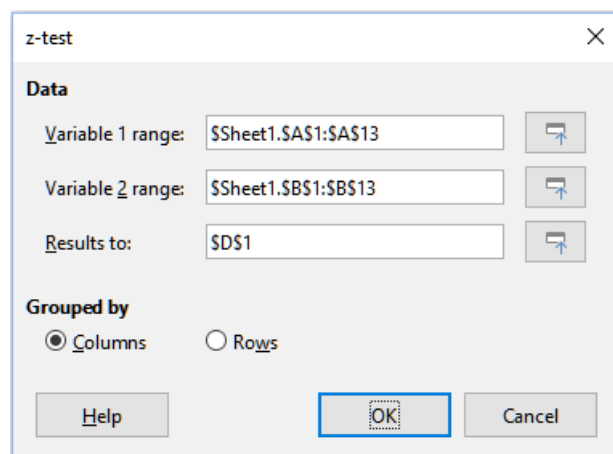 z-test
Data
Variable 1 range: $Sheet1.$A$1:$A$13
Variable 2 range: $Sheet1.$B$1:$B$13
Results to: $D$1
Grouped by
Columns Rows
Help OK Cancel